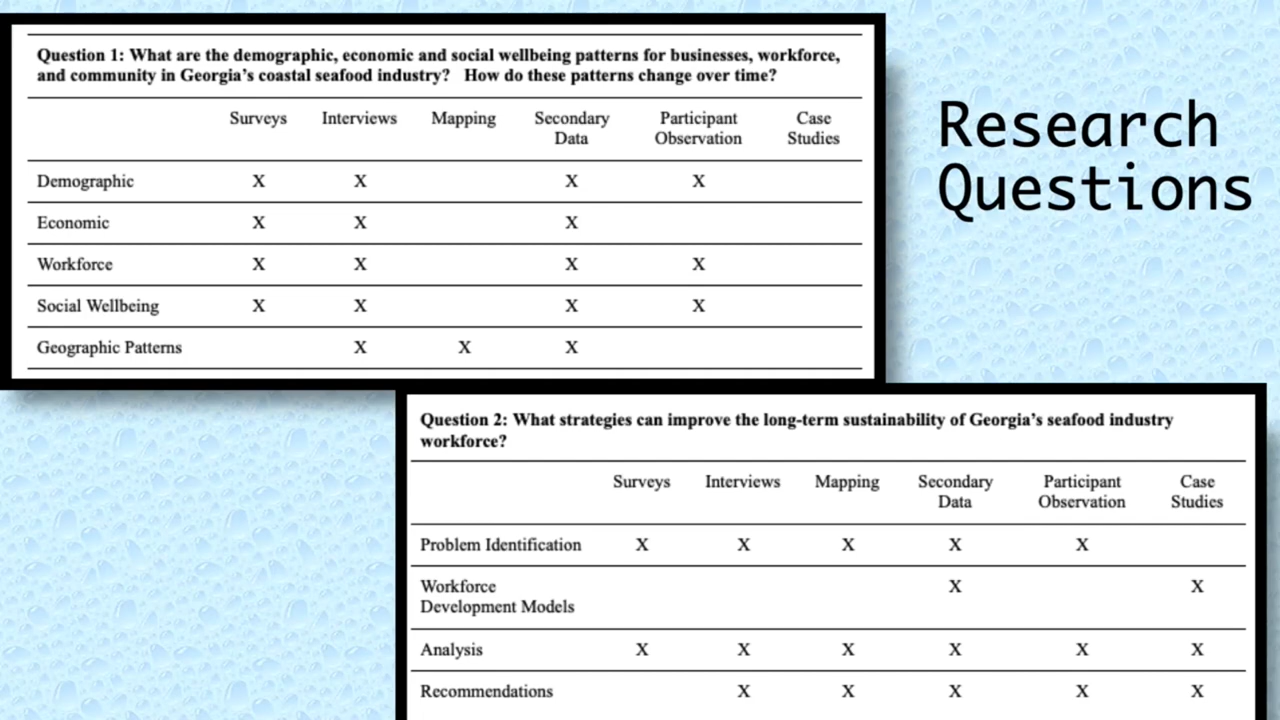 Research
Questions
Question 1: What are the demographic, economic and social wellbeing patterns for businesses, workforce,
and community in Georgia's coastal seafood industry? How do these patterns change over time?
Surveys Interviews Mapping Secondary Data Participant Observation Case Studies
Demographic X X X X
Economic X X X
Workforce X X X X
Social Wellbeing X X X X
Geographic Patterns X X X
Question 2: What strategies can improve the long-term sustainability of Georgia's seafood industry
workforce?
Surveys Interviews Mapping Secondary Data Participant Observation Case Studies
Problem Identification X X X X X
Workforce Development Models X X
Analysis X X X X X X
Recommendations X X X X X